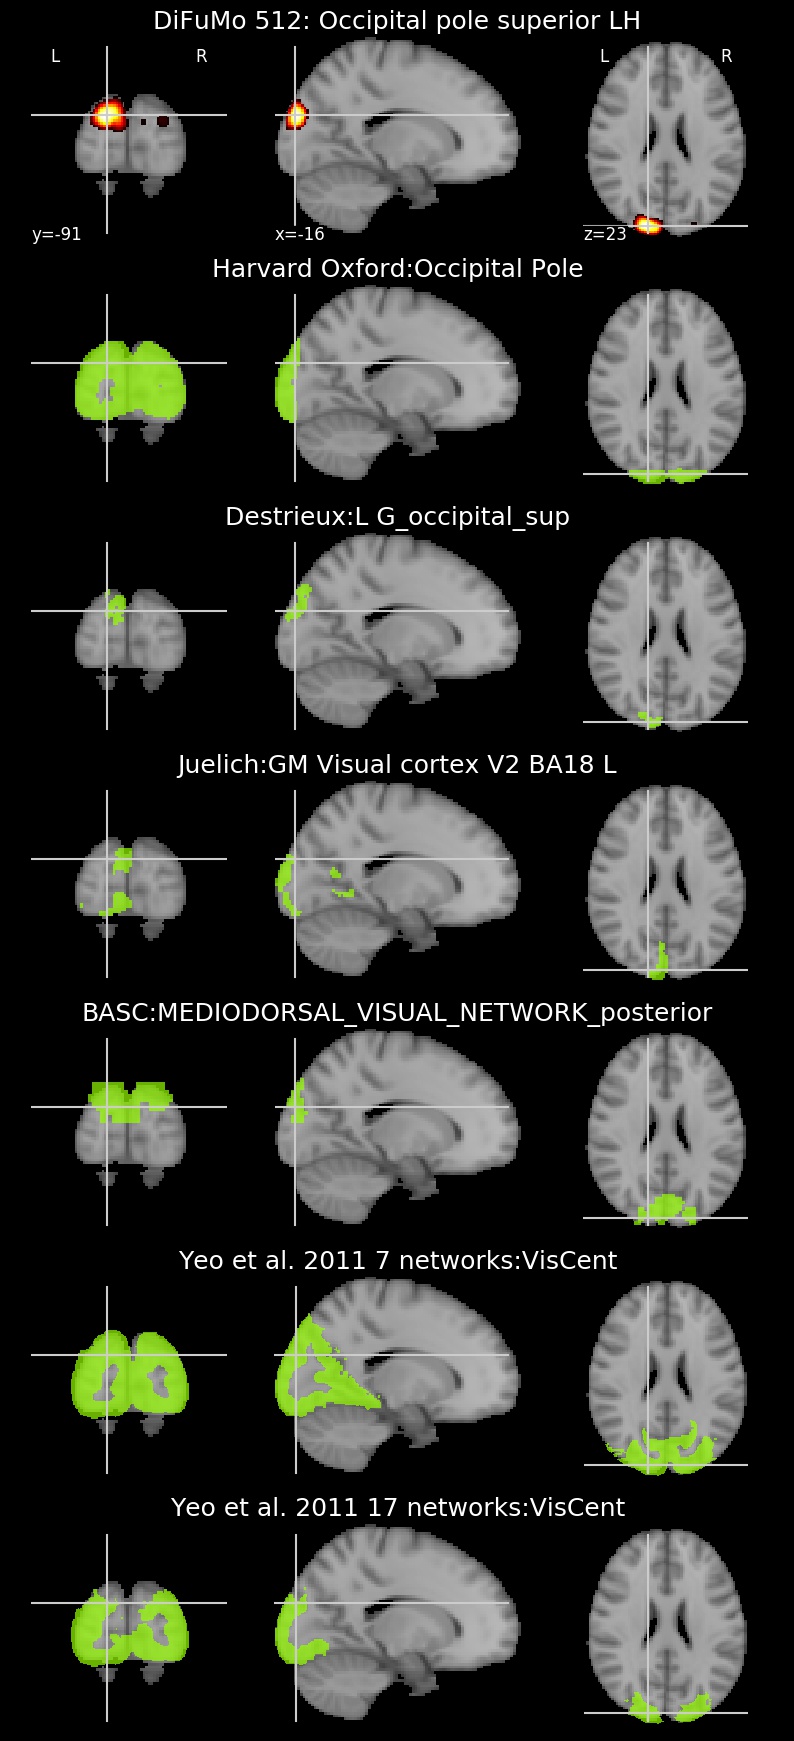 DiFuMo 512: Occipital pole superior LH
L R L R
y=-91 x=-16 z=23
Harvard Oxford:Occipital Pole
Destrieux:L G_occipital_sup
Juelich:GM Visual cortex V2 BA18 L
BASC:MEDIODORSAL_VISUAL_NETWORK_posterior
Yeo et al. 2011 7 networks:VisCent
Yeo et al. 2011 17 networks:VisCent